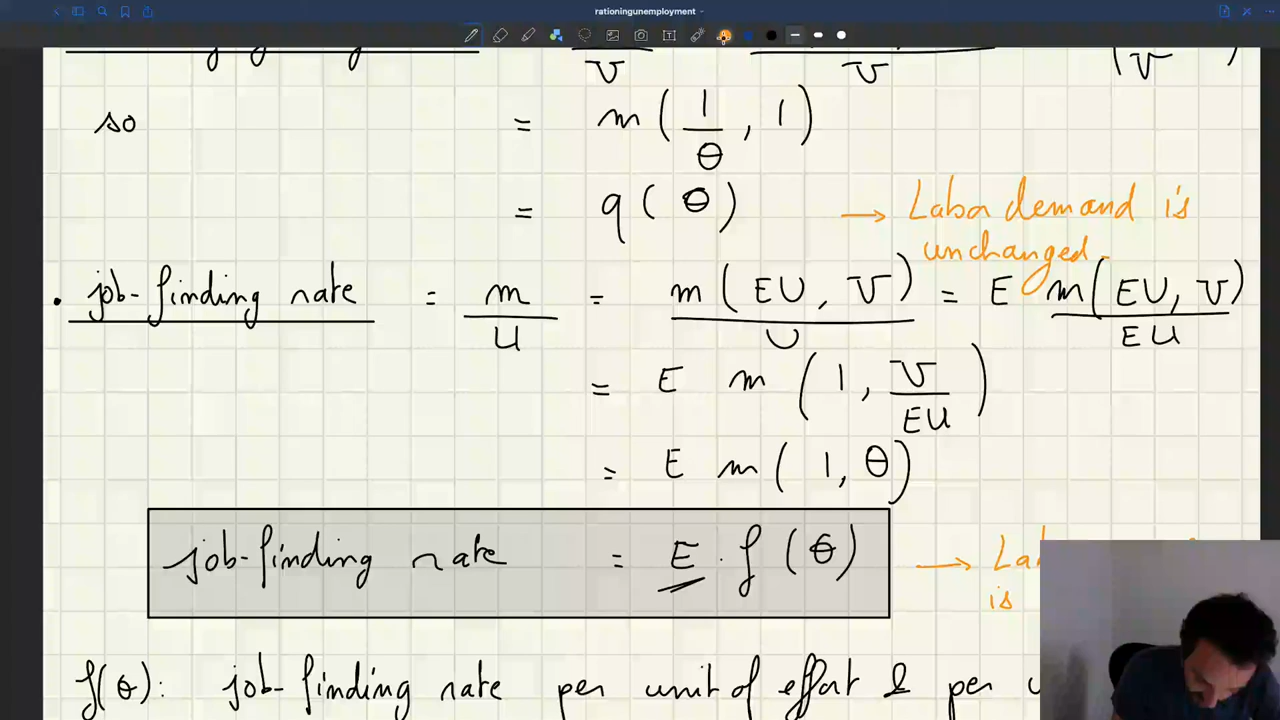 rationingunemployment
V V (V )
so = m ( 1/θ , 1 )
= q ( θ ) → Labor demand is
unchanged.
• job-finding rate = m/U = m ( EU, V )/U = E m ( EU, V )/EU
= E m ( 1, V/EU )
= E m ( 1, θ )
job-finding rate = E · f ( θ ) →
is
f(θ): job-finding rate per unit of effort & per